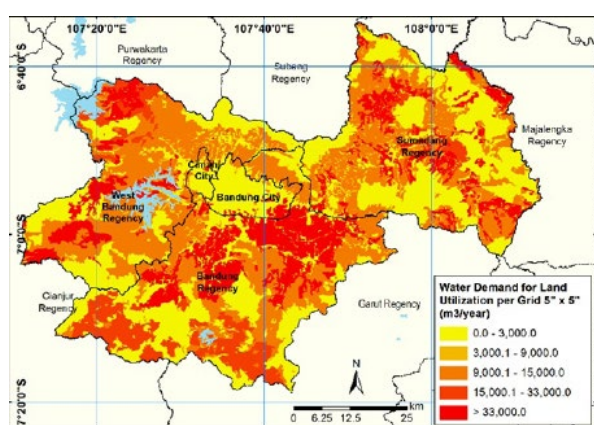 107°20'0"E 107°40'0"E 108°0'0"E
Purwakarta
Regency
Subang
Regency
6°40'0"S
Majalengka
Regency
Sumedang
Regency
Cimahi
City
Bandung City
West
Bandung
Regency
7°0'0"S
Bandung
Regency
Cianjur
Regency
Garut Regency
7°20'0"S
N
km
0 6.25 12.5 25
Water Demand for Land
Utilization per Grid 5" x 5"
(m3/year)
0.0 - 3,000.0
3,000.1 - 9,000.0
9,000.1 - 15,000.0
15,000.1 - 33,000.0
> 33,000.0